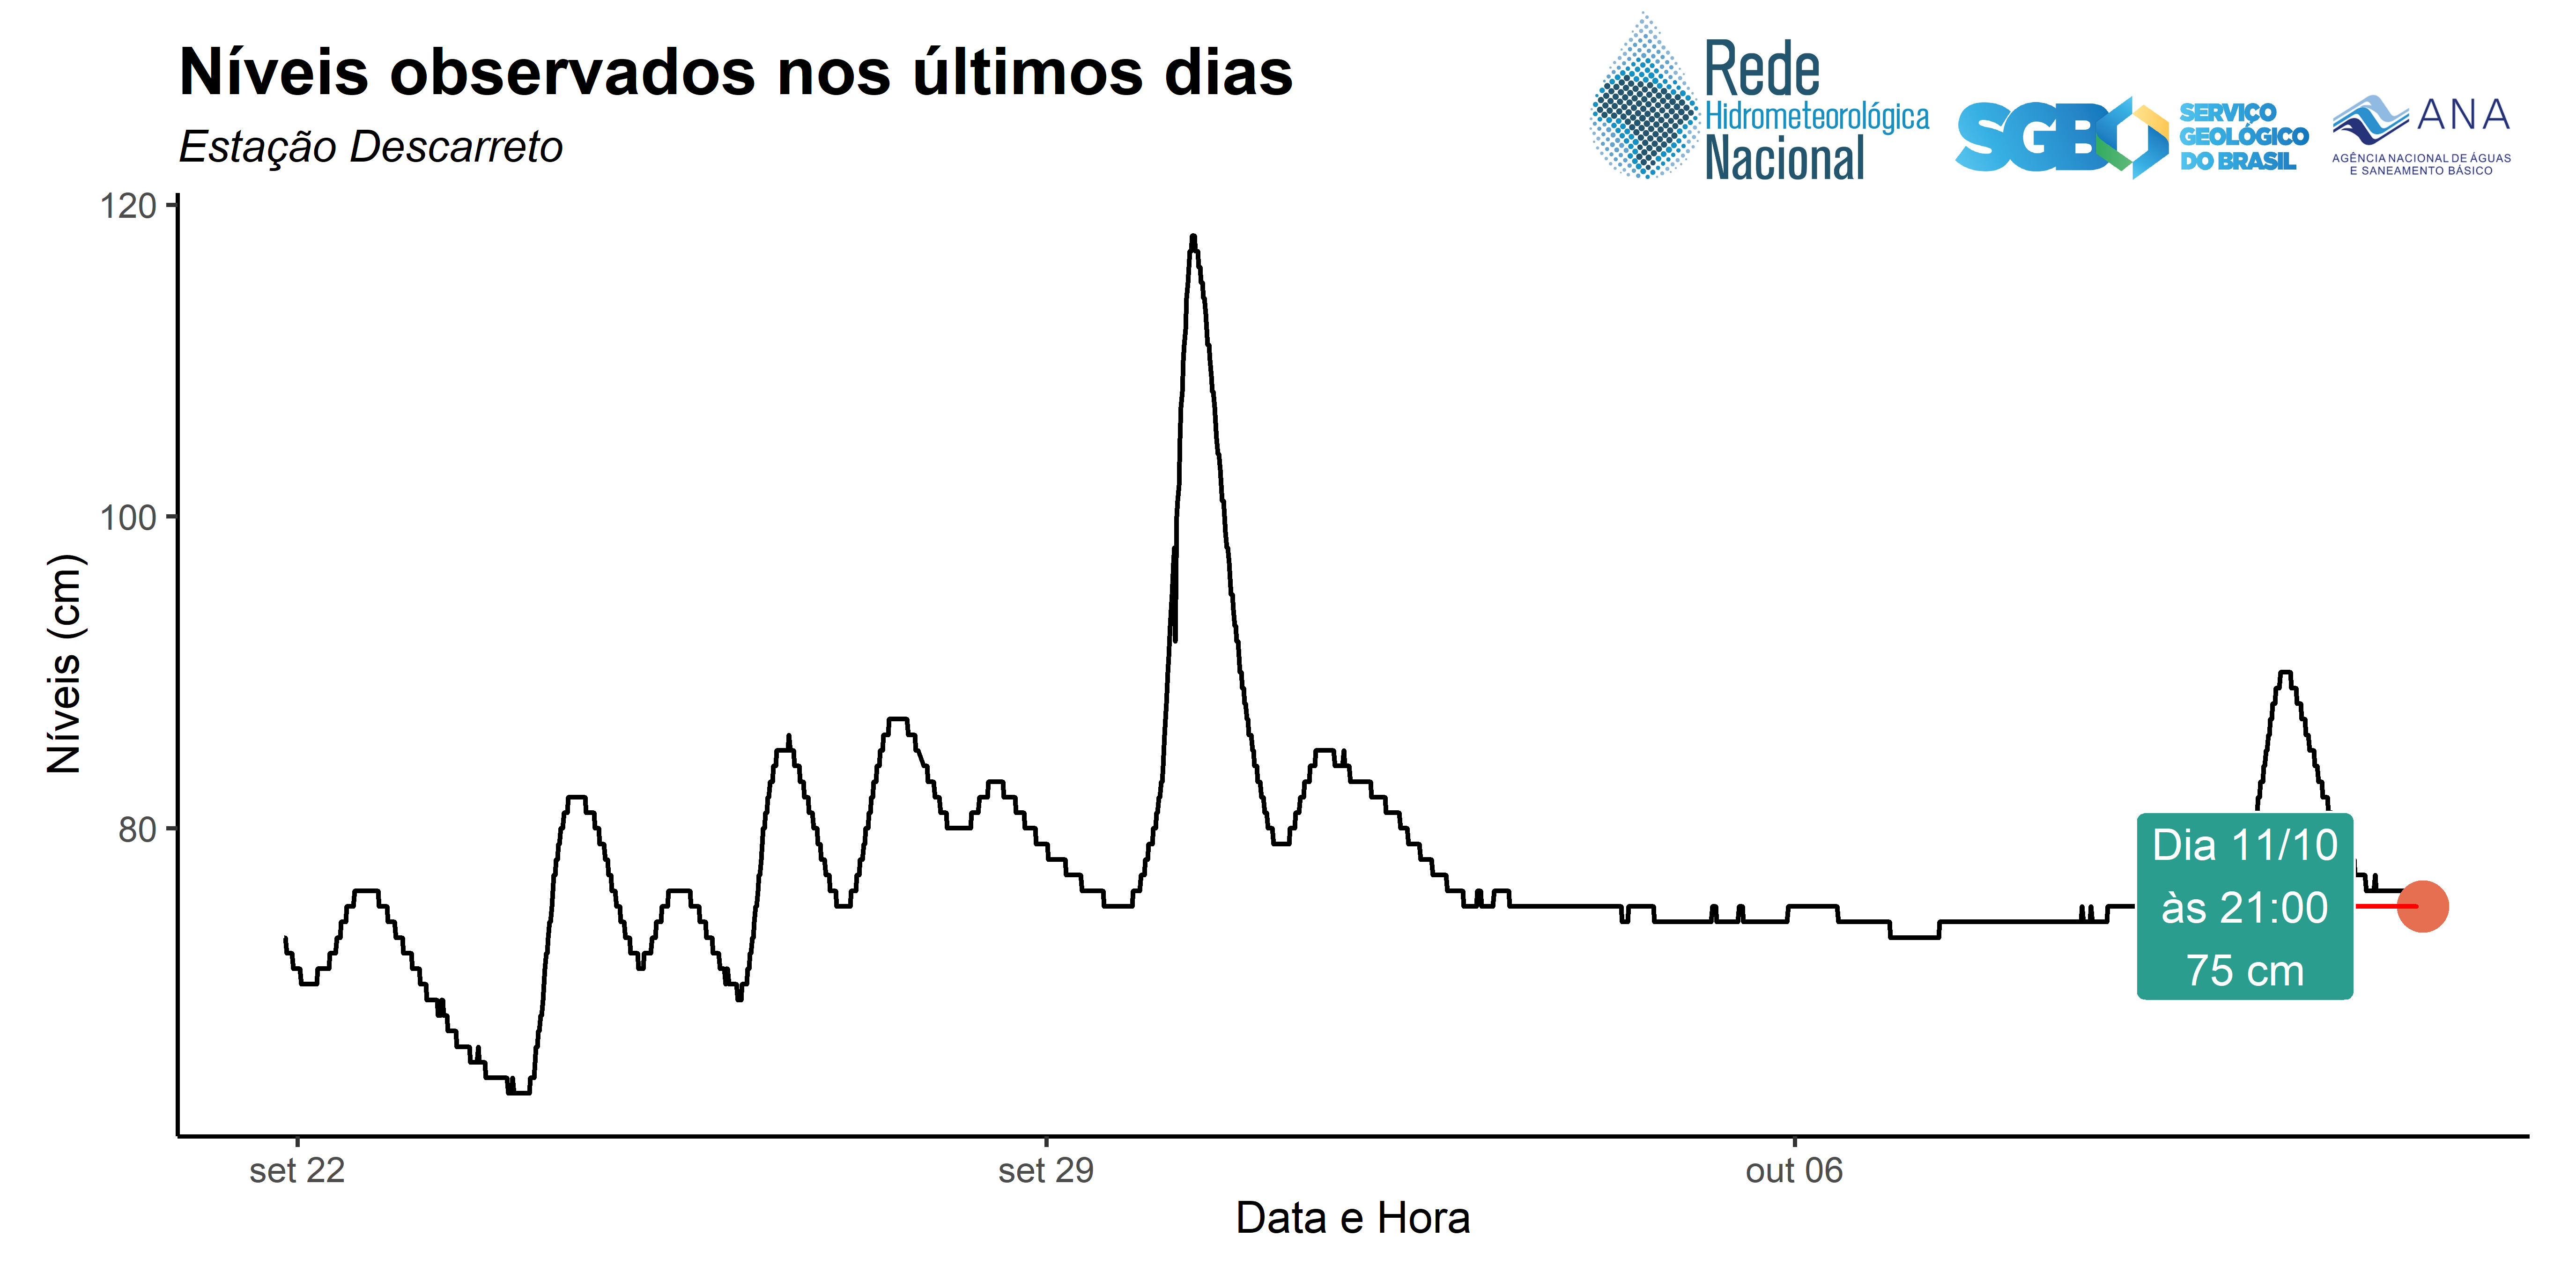 Níveis observados nos últimos dias
Estação Descarreto
Rede
Hidrometeorológica
Nacional
SGB
SERVIÇO
GEOLÓGICO
DO BRASIL
ANA
AGÊNCIA NACIONAL DE ÁGUAS
E SANEAMENTO BÁSICO
120
100
80
Níveis (cm)
Dia 11/10
às 21:00
75 cm
set 22
set 29
out 06
Data e Hora